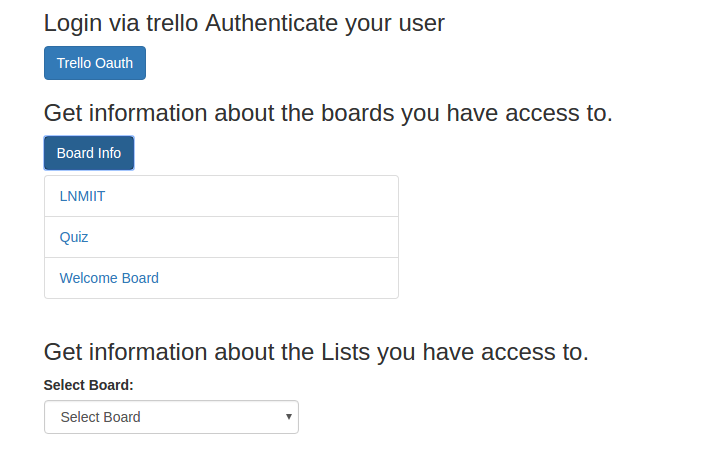 Login via trello Authenticate your user
Trello Oauth
Get information about the boards you have access to.
Board Info
LNMIIT
Quiz
Welcome Board
Get information about the Lists you have access to.
Select Board:
Select Board